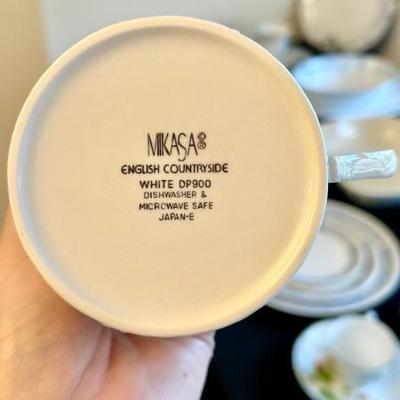 MIKASA®©
ENGLISH COUNTRYSIDE
WHITE DP900
DISHWASHER &
MICROWAVE SAFE
JAPAN-E